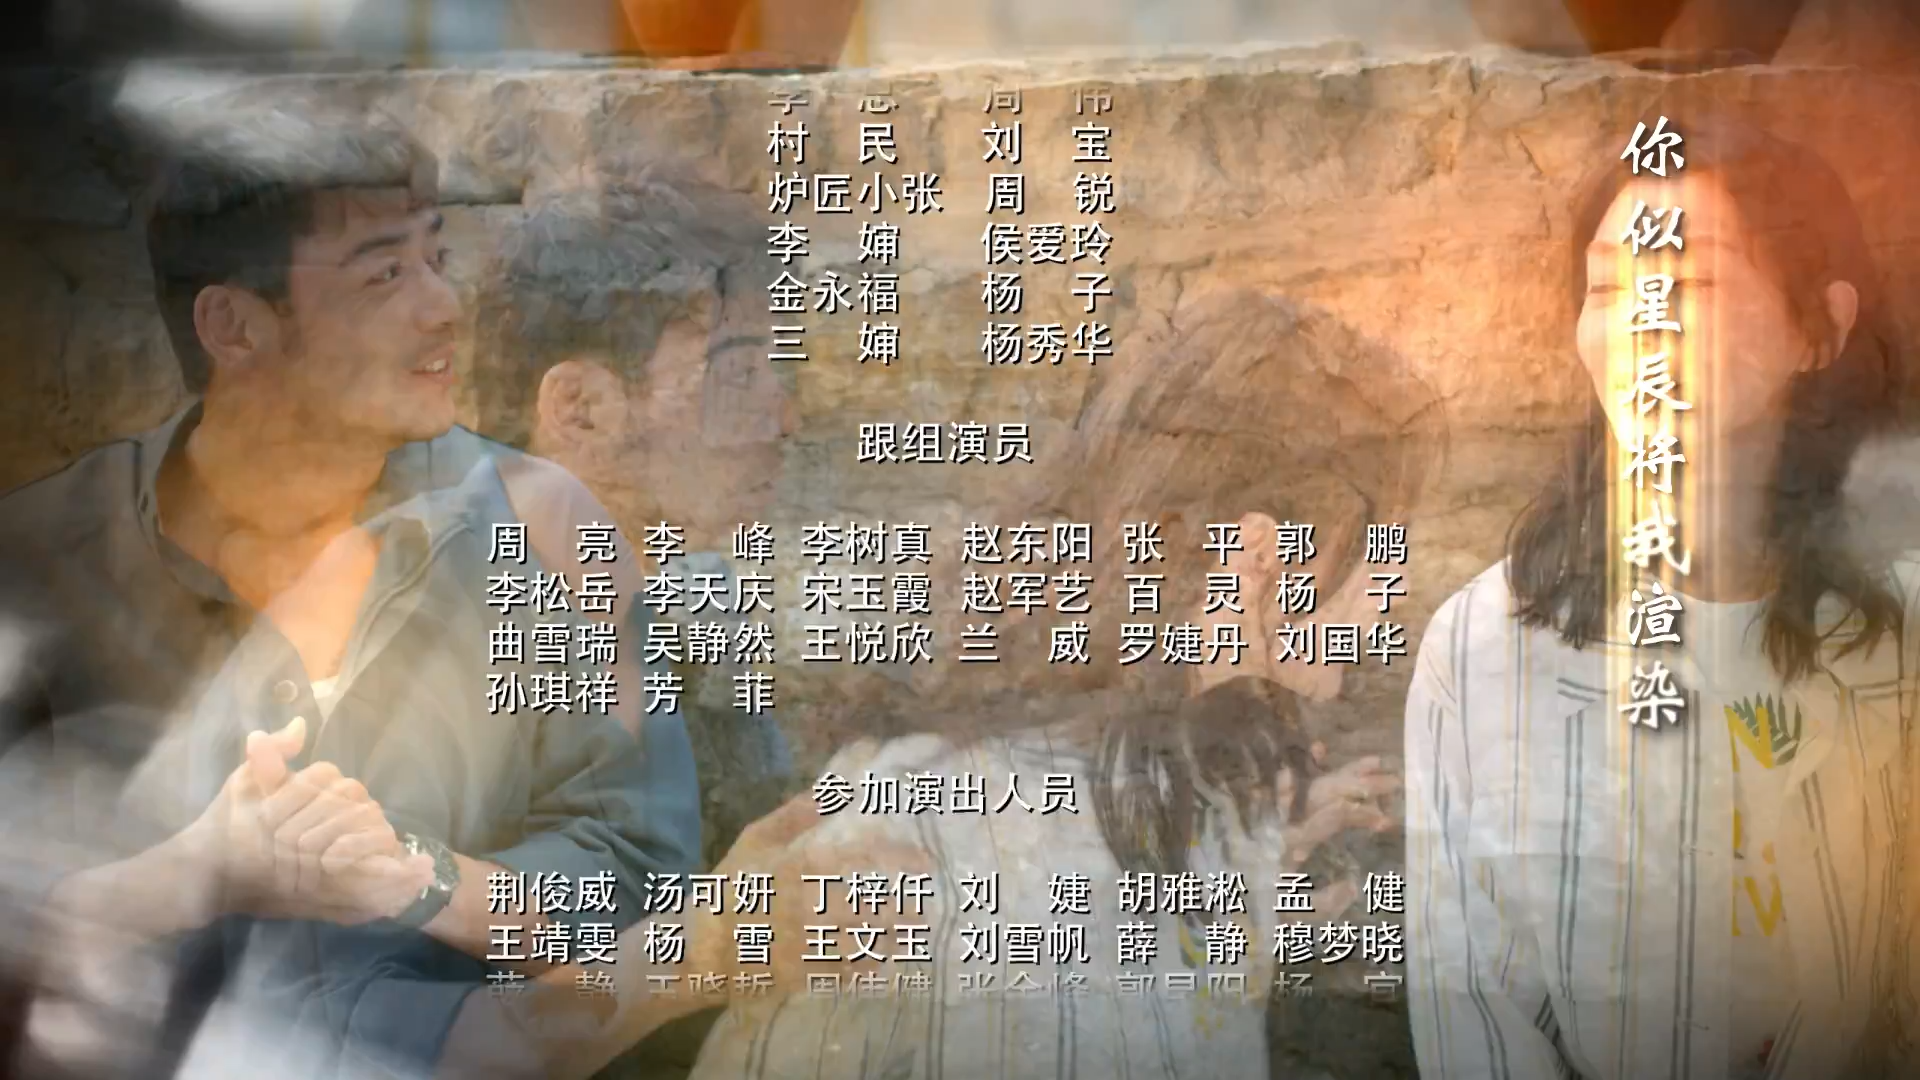 村 民 刘 宝
炉匠小张 周 锐
李 婶 侯爱玲
金永福 杨 子
三 婶 杨秀华
跟组演员
周 亮 李 峰 李树真 赵东阳 张 平 郭 鹏
李松岳 李天庆 宋玉霞 赵军艺 百 灵 杨 子
曲雪瑞 吴静然 王悦欣 兰 威 罗婕丹 刘国华
孙琪祥 芳 菲
参加演出人员
荆俊威 汤可妍 丁梓仟 刘 婕 胡雅淞 孟 健
王靖雯 杨 雪 王文玉 刘雪帆 薛 静 穆梦晓
你似星辰将我渲染